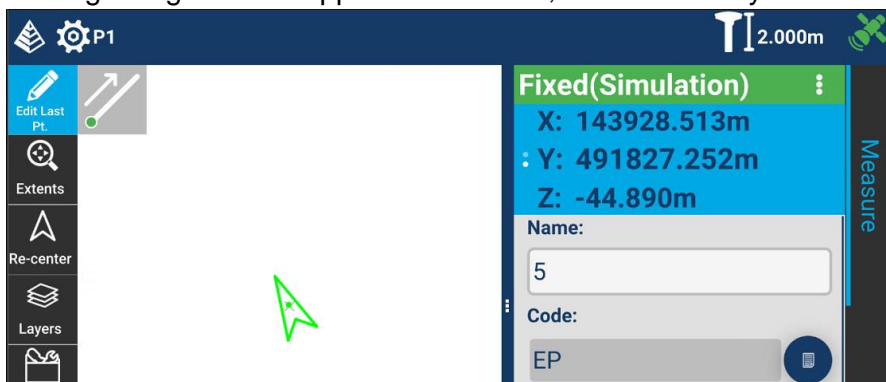 P1
2.000m
Edit Last
Pt.
Extents
Re-center
Layers
Fixed(Simulation)
X: 143928.513m
Y: 491827.252m
Z: -44.890m
Name:
5
Code:
EP
Measure